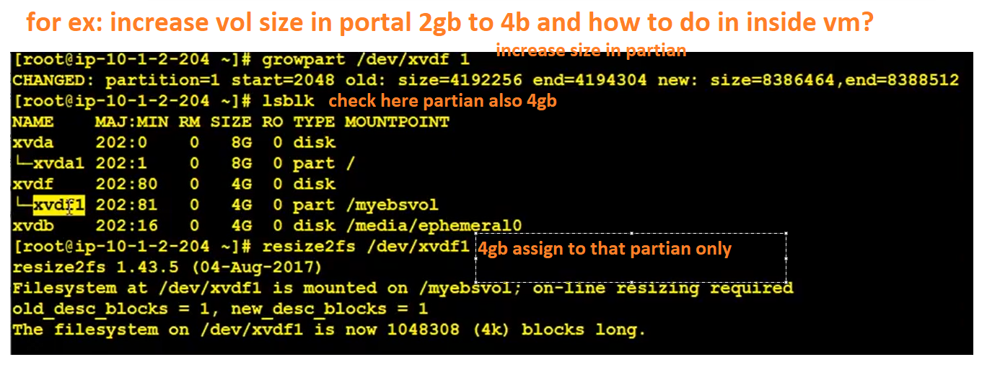 for ex: increase vol size in portal 2gb to 4b and how to do in inside vm?
increase size in partian
[root@ip-10-1-2-204 ~]# growpart /dev/xvdf 1
CHANGED: partition=1 start=2048 old: size=4192256 end=4194304 new: size=8386464,end=8388512
[root@ip-10-1-2-204 ~]# lsblk check here partian also 4gb
NAME MAJ:MIN RM SIZE RO TYPE MOUNTPOINT
xvda 202:0 0 8G 0 disk
└─xvda1 202:1 0 8G 0 part /
xvdf 202:80 0 4G 0 disk
└─xvdf1 202:81 0 4G 0 part /myebsvol
xvdb 202:16 0 4G 0 disk /media/ephemeral0
[root@ip-10-1-2-204 ~]# resize2fs /dev/xvdf1 4gb assign to that partian only
resize2fs 1.43.5 (04-Aug-2017)
Filesystem at /dev/xvdf1 is mounted on /myebsvol; on-line resizing required
old_desc_blocks = 1, new_desc_blocks = 1
The filesystem on /dev/xvdf1 is now 1048308 (4k) blocks long.